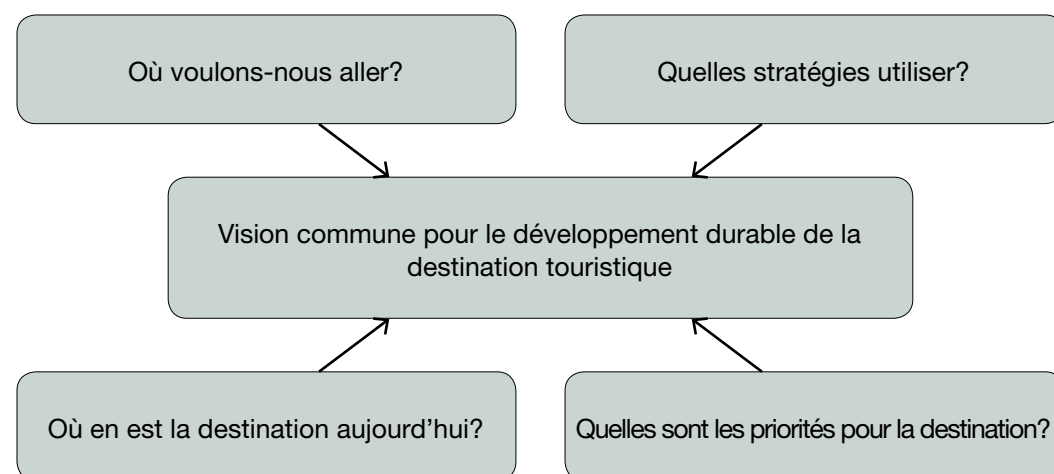 Où voulons-nous aller?
Quelles stratégies utiliser?
Vision commune pour le développement durable de la
destination touristique
Où en est la destination aujourd’hui?
Quelles sont les priorités pour la destination?